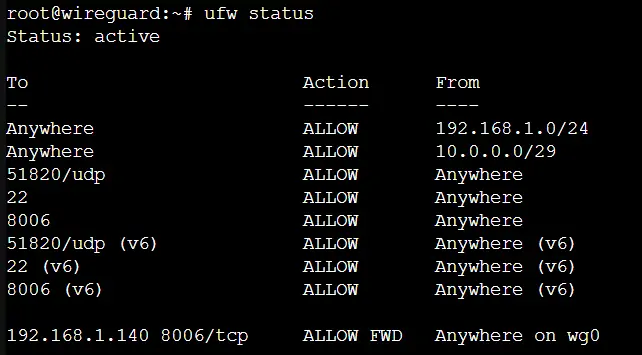 root@wireguard:~# ufw status
Status: active
To                         Action      From
--                         ------      ----
Anywhere                   ALLOW       192.168.1.0/24
Anywhere                   ALLOW       10.0.0.0/29
51820/udp                  ALLOW       Anywhere
22                         ALLOW       Anywhere
8006                       ALLOW       Anywhere
51820/udp (v6)             ALLOW       Anywhere (v6)
22 (v6)                    ALLOW       Anywhere (v6)
8006 (v6)                  ALLOW       Anywhere (v6)
192.168.1.140 8006/tcp     ALLOW FWD   Anywhere on wg0